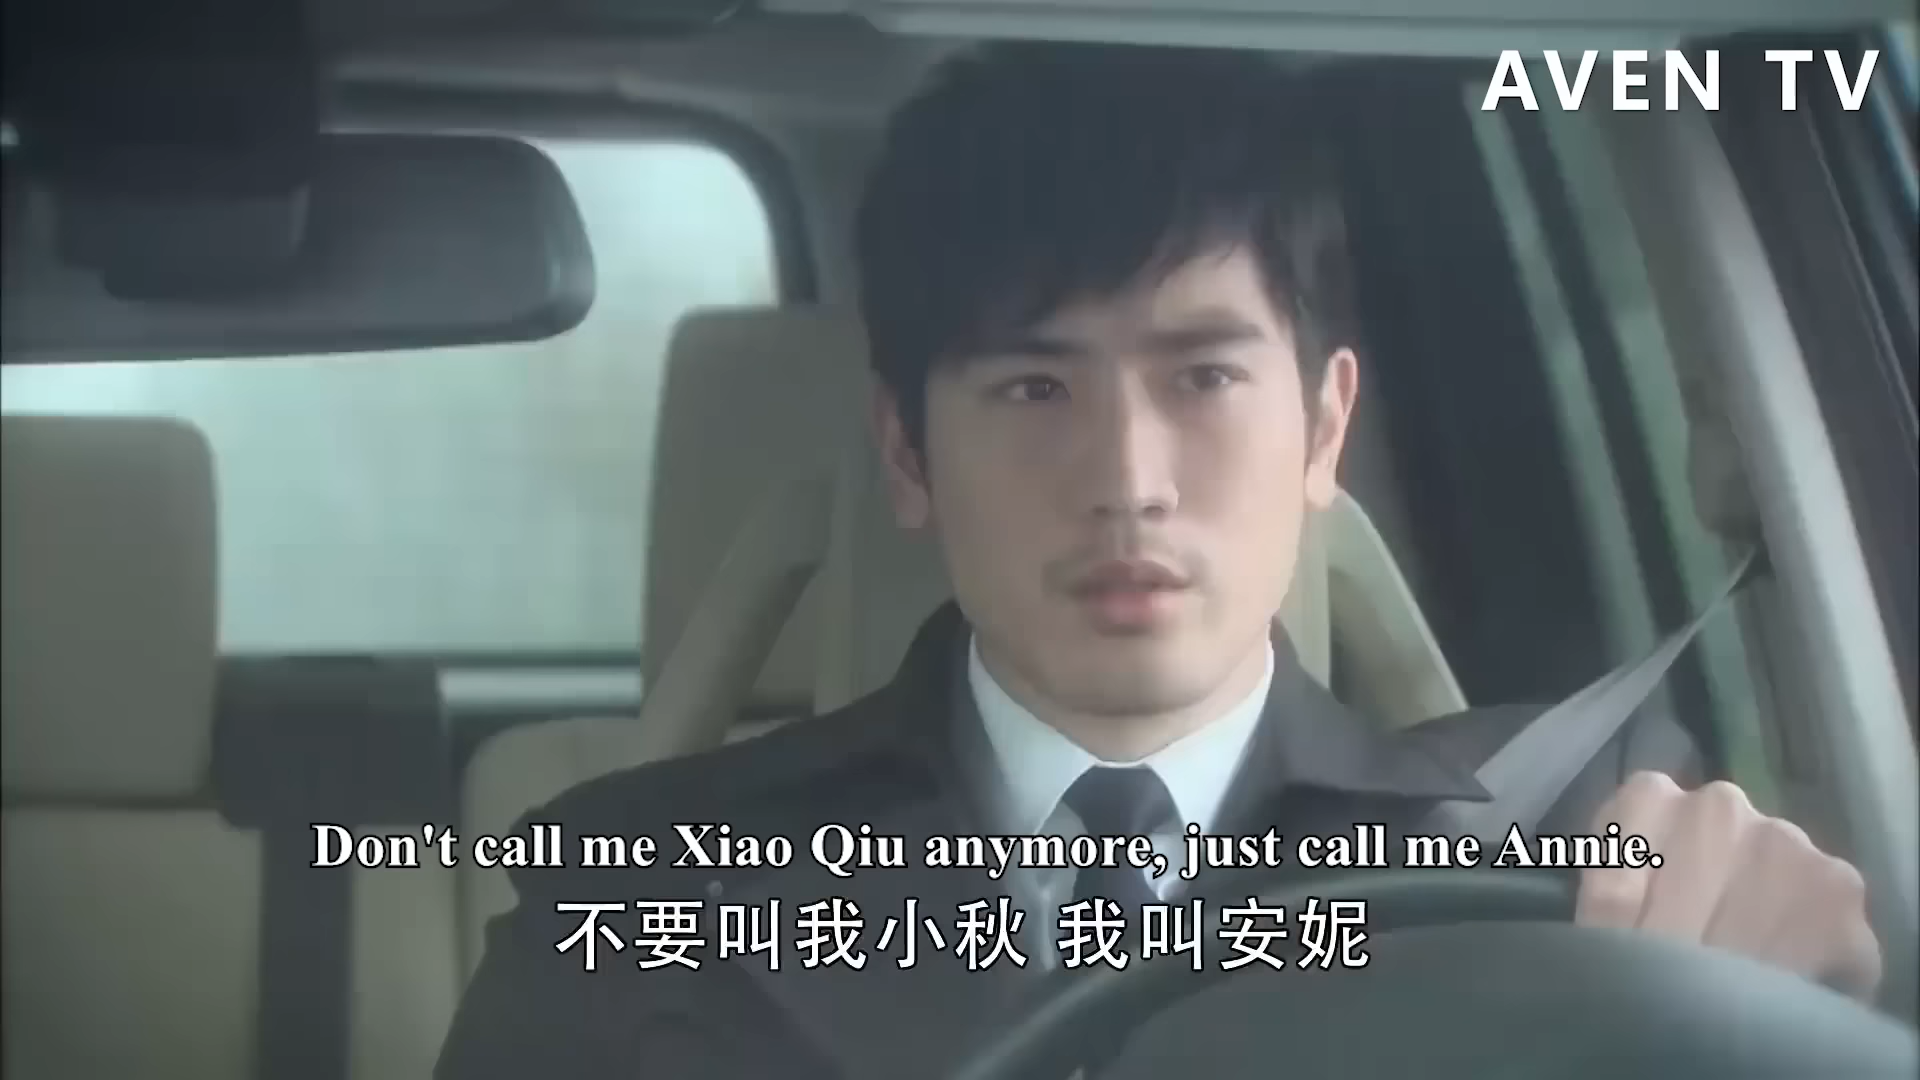 AVEN TV
Don't call me Xiao Qiu anymore, just call me Annie.
不要叫我小秋 我叫安妮